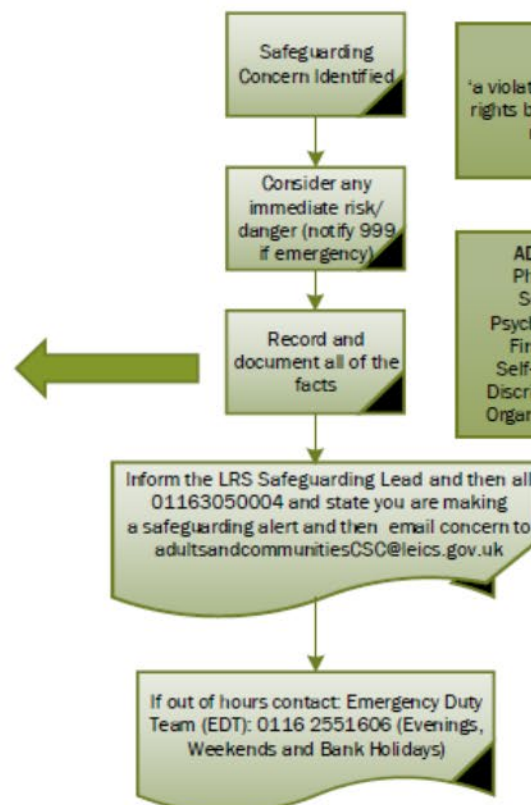 Safeguarding
Concern Identified
Consider any
immediate risk/
danger (notify 999
if emergency)
Record and
document all of the
facts
Inform the LRS Safeguarding Lead and then all
01163050004 and state you are making
a safeguarding alert and then email concern to
adultsandcommunitiesCSC@leics.gov.uk
If out of hours contact: Emergency Duty
Team (EDT): 0116 2551606 (Evenings,
Weekends and Bank Holidays)
'a violat
rights b
AD
Ph
S
Psych
Fir
Self-
Discri
Organ